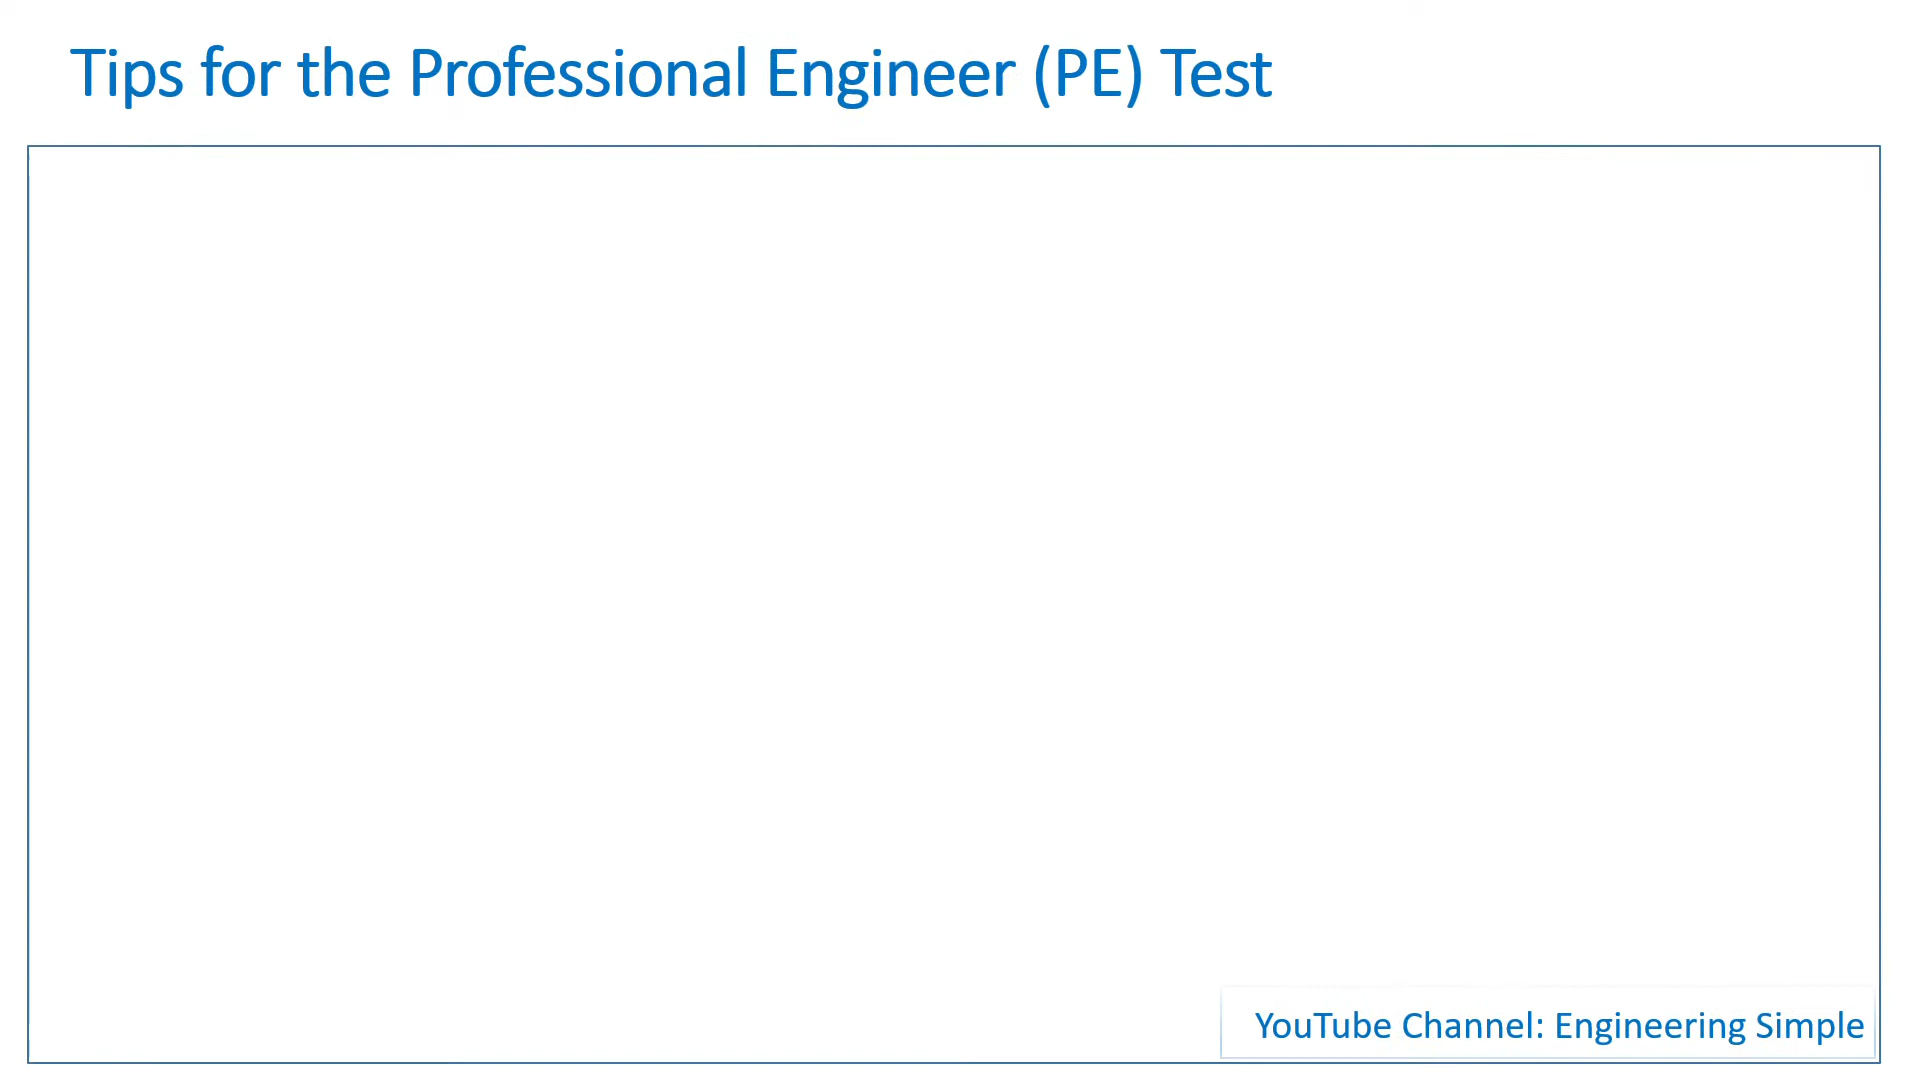 Tips for the Professional Engineer (PE) Test
YouTube Channel: Engineering Simple